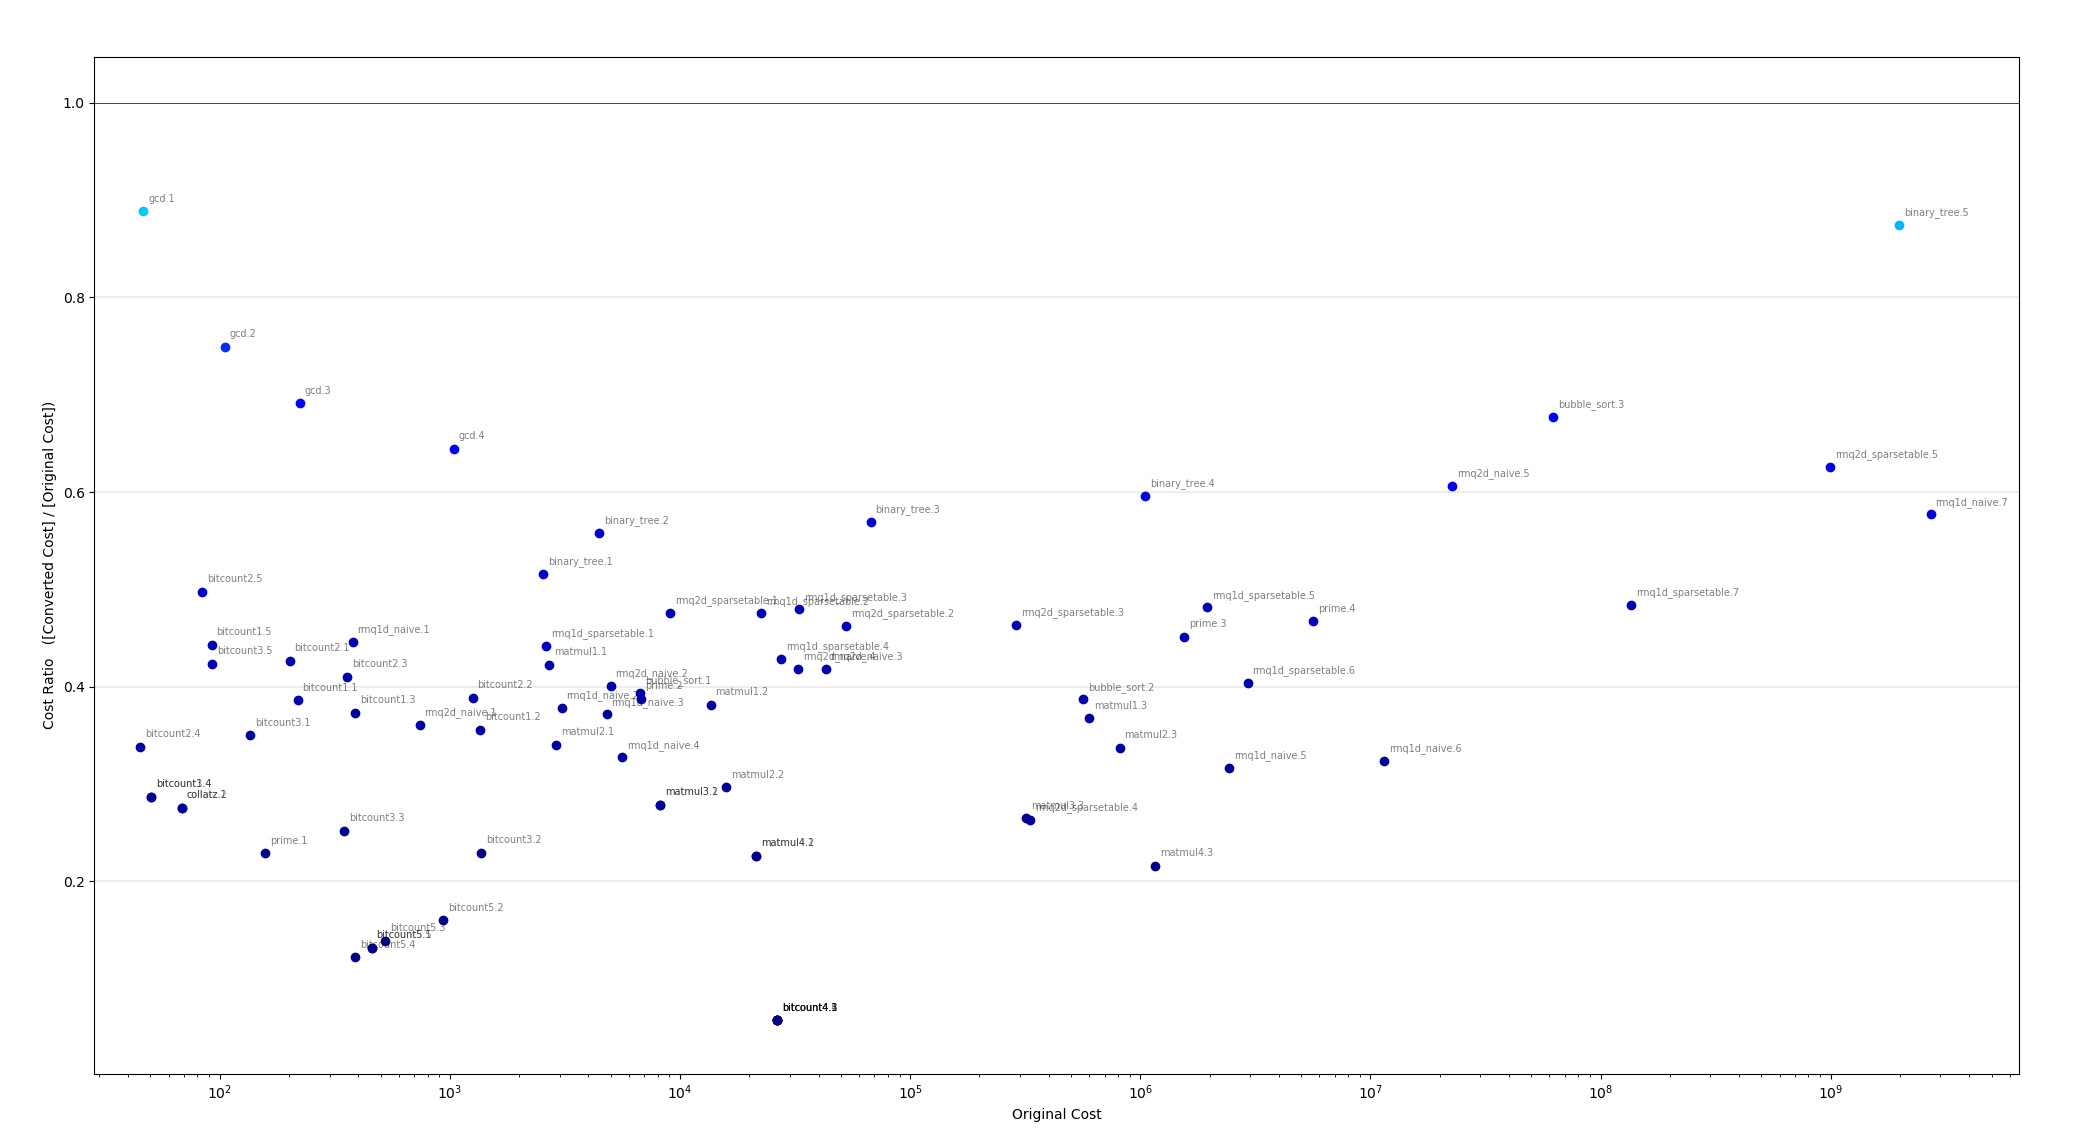 1.0
gcd.1
binary_tree.5
0.8
gcd.2
gcd.3
bubble_sort.3
gcd.4
rmq2d_sparsetable.5
rmq2d_naive.5
binary_tree.4
0.6
rmq1d_naive.7
binary_tree.3
binary_tree.2
binary_tree.1
bitcount2.5
rmq1d_sparsetable.7
rmq1d_sparsetable.5
rmq1d_sparsetable.3
rmq2d_sparsetable.1
rmq1d_sparsetable.2
prime.4
rmq2d_sparsetable.3
rmq2d_sparsetable.2
prime.3
bitcount1.5
rmq1d_naive.1
rmq1d_sparsetable.1
bitcount3.5
bitcount2.1
matmul1.1
rmq1d_sparsetable.4
rmq2d_naive.4
rmq2d_naive.3
bitcount2.3
rmq1d_sparsetable.6
rmq2d_naive.2
bubble_sort.1
prime.2
0.4
bitcount1.1
bitcount2.2
bubble_sort.2
bitcount1.3
rmq1d_naive.2
rmq1d_naive.3
matmul1.2
matmul1.3
rmq2d_naive.1
bitcount1.2
bitcount3.1
bitcount2.4
matmul2.1
matmul2.3
rmq1d_naive.4
rmq1d_naive.5
rmq1d_naive.6
matmul2.2
matmul3.3
rmq2d_sparsetable.4
bitcount3.3
prime.1
bitcount3.2
matmul4.3
0.2
bitcount5.2
bitcount5.3
bitcount5.4
Cost Ratio ([Converted Cost] / [Original Cost])
10²
10³
10⁴
10⁵
10⁶
10⁷
10⁸
10⁹
Original Cost